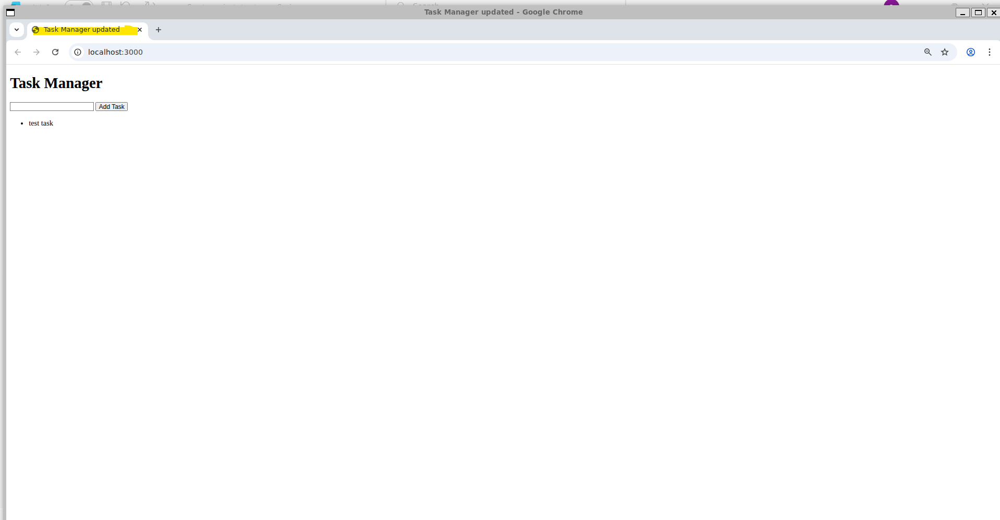 Task Manager updated - Google Chrome
Task Manager updated
localhost:3000
Task Manager
Add Task
test task